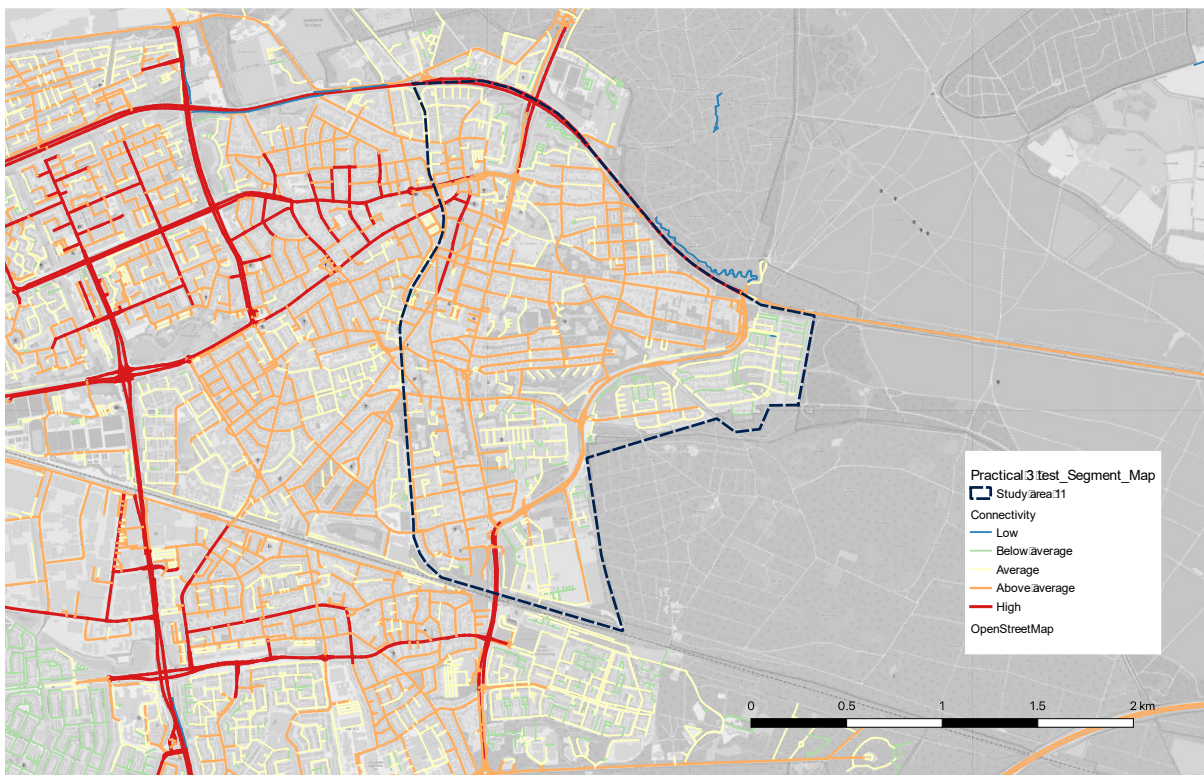 Practical 3 test_Segment_Map
Study area 11
Connectivity
Low
Below average
Average
Above average
High
OpenStreetMap
0 0.5 1 1.5 2 km